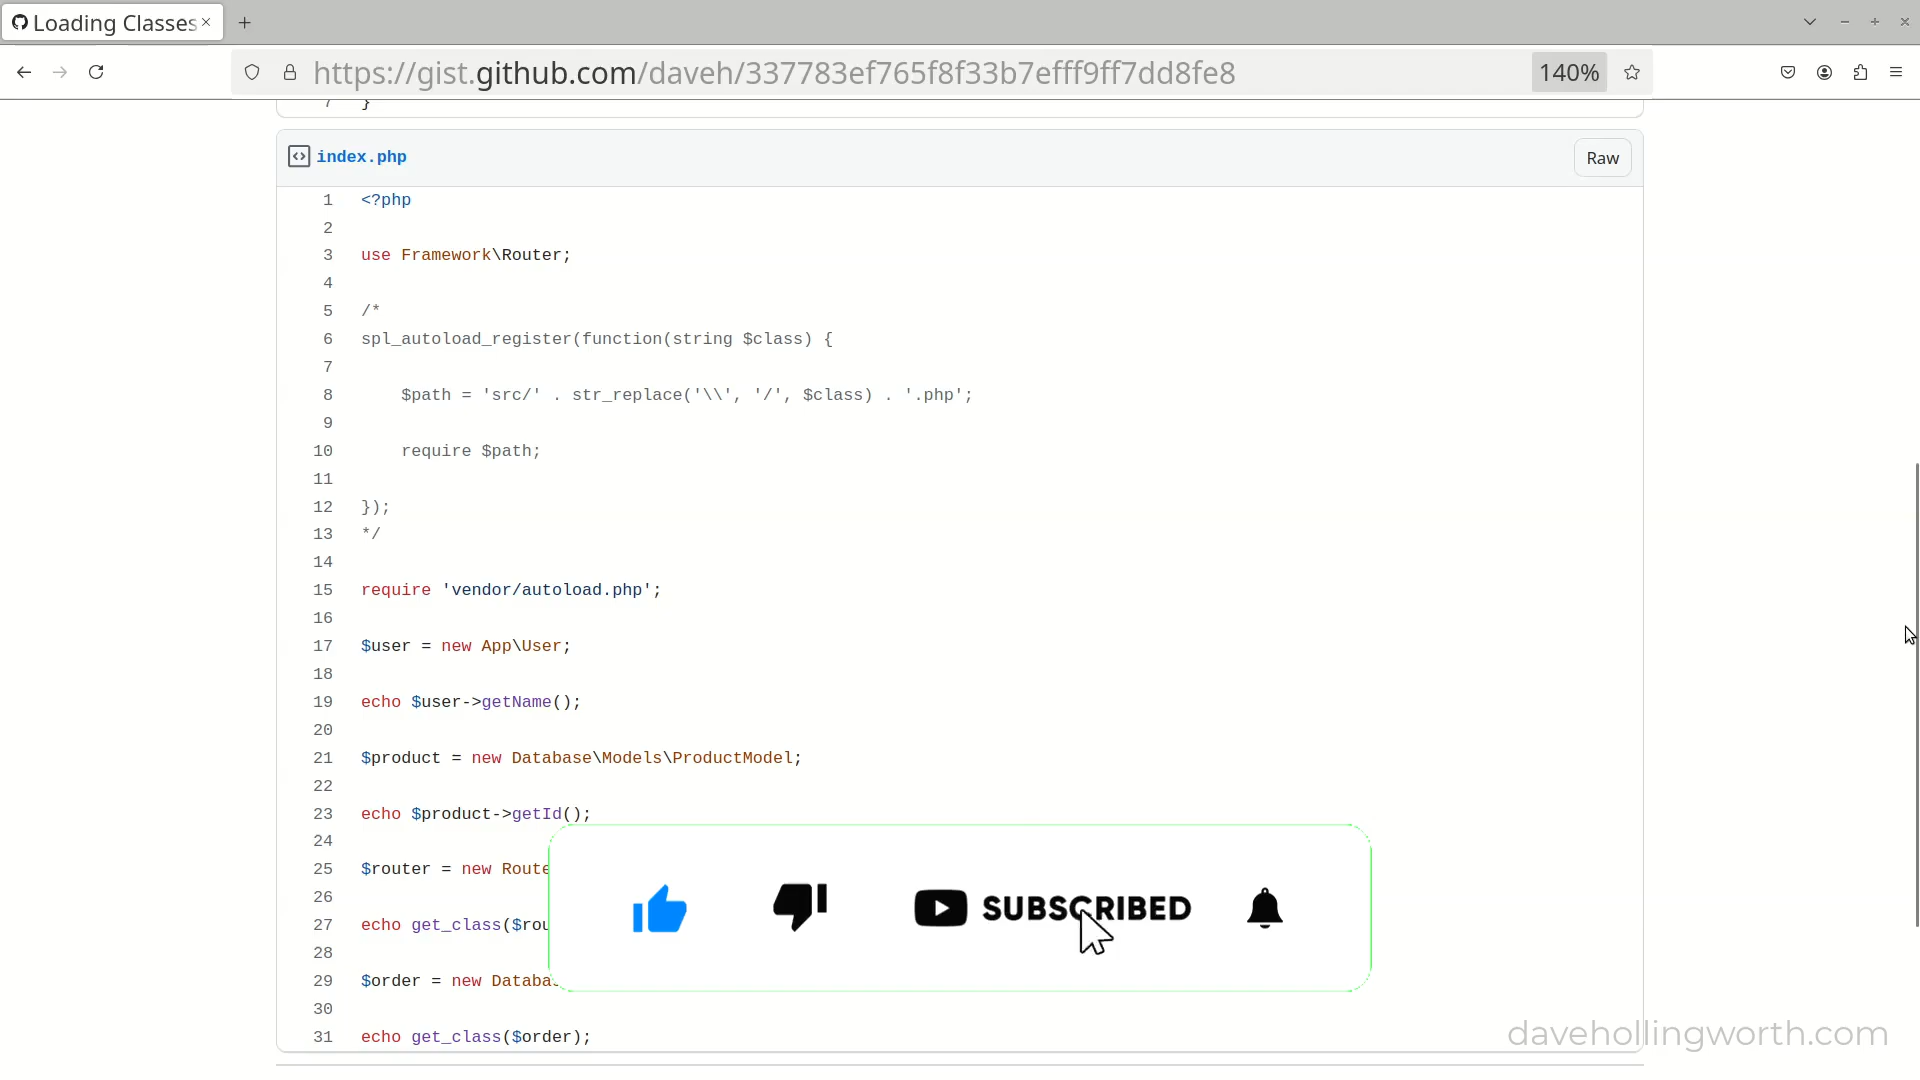 Loading Classes
https://gist.github.com/daveh/337783ef765f8f33b7efff9ff7dd8fe8
140%
7 }
index.php
Raw
1 <?php
2
3 use Framework\Router;
4
5 /*
6 spl_autoload_register(function(string $class) {
7
8 $path = 'src/' . str_replace('\\', '/', $class) . '.php';
9
10 require $path;
11
12 });
13 */
14
15 require 'vendor/autoload.php';
16
17 $user = new App\User;
18
19 echo $user->getName();
20
21 $product = new Database\Models\ProductModel;
22
23 echo $product->getId();
24
25 $router = new Route
26
27 echo get_class($rou
28
29 $order = new Databas
30
31 echo get_class($order);
SUBSCRIBED
davehollingworth.com